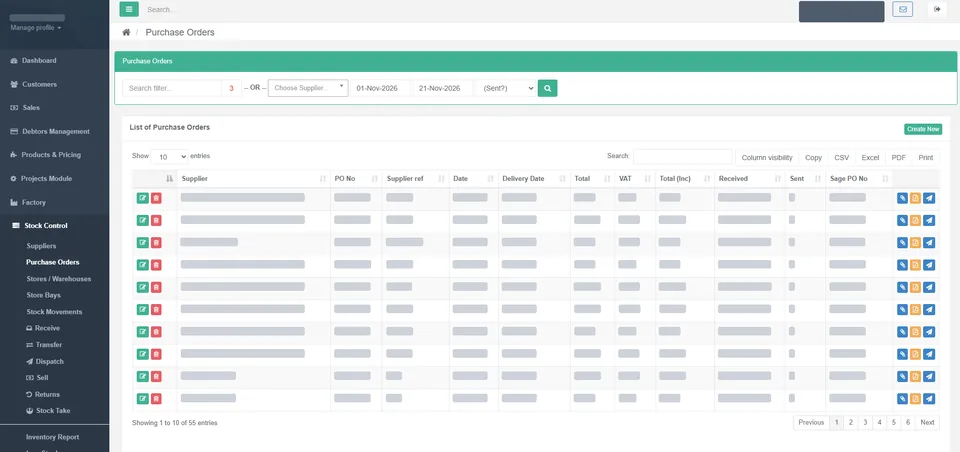 Search...
Manage profile
/ Purchase Orders
Dashboard
Customers
Sales
Debtors Management
Products & Pricing
Projects Module
Factory
Stock Control
Suppliers
Purchase Orders
Stores / Warehouses
Store Bays
Stock Movements
Receive
Transfer
Dispatch
Sell
Returns
Stock Take
Inventory Report
Purchase Orders
Search filter... 3 -- OR -- Choose Supplier... 01-Nov-2026 21-Nov-2026 (Sent?)
List of Purchase Orders Create New
Show 10 entries Search: Column visibility Copy CSV Excel PDF Print
Supplier PO No Supplier ref Date Delivery Date Total VAT Total (Inc) Received Sent Sage PO No
Showing 1 to 10 of 55 entries Previous 1 2 3 4 5 6 Next